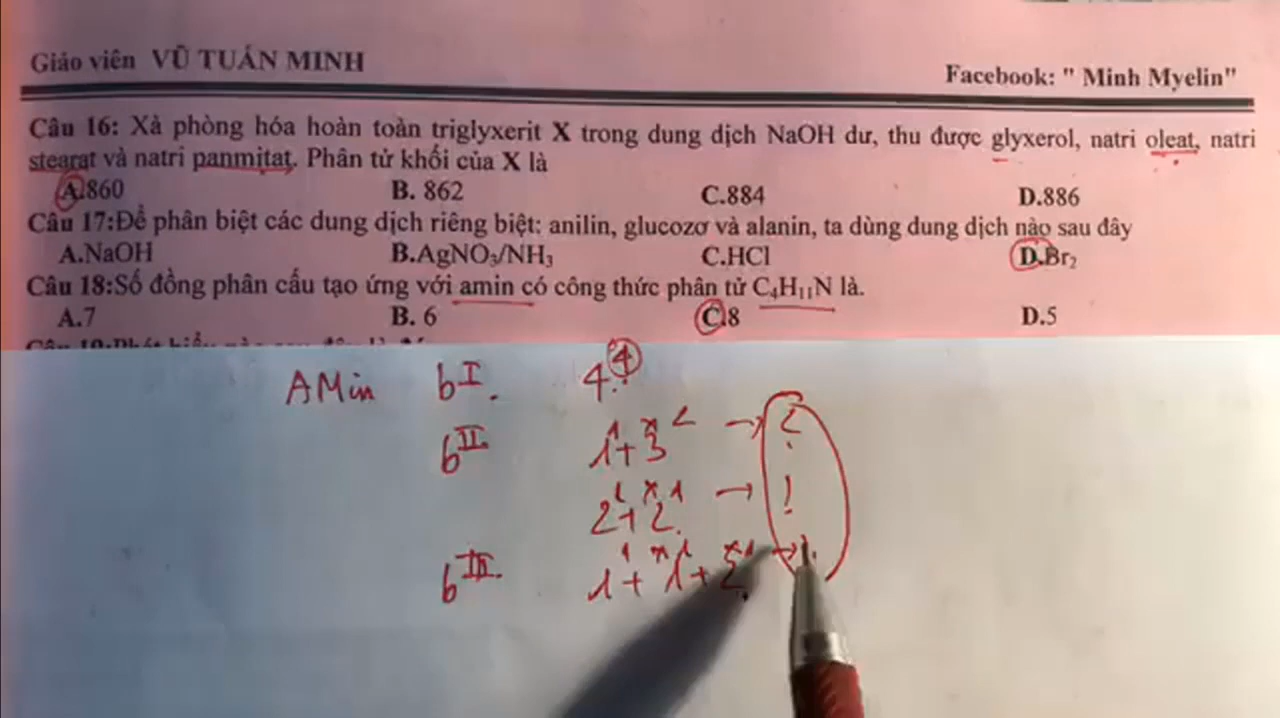 Giáo viên VŨ TUẤN MINH
Facebook: " Minh Myelin"
Câu 16: Xà phòng hóa hoàn toàn triglyxerit X trong dung dịch NaOH dư, thu được glyxerol, natri oleat, natri
stearat và natri panmitat. Phân tử khối của X là
A.860 B. 862 C.884 D.886
Câu 17:Để phân biệt các dung dịch riêng biệt: anilin, glucozơ và alanin, ta dùng dung dịch nào sau đây
A.NaOH B.AgNO₃/NH₃ C.HCl D.Br₂
Câu 18:Số đồng phân cấu tạo ứng với amin có công thức phân tử C₄H₁₁N là.
A.7 B. 6 C.8 D.5
AMin bI. 4. 4
bII 1+3 → 2
2+2 → 1
bIII. 1+1+2 → 1